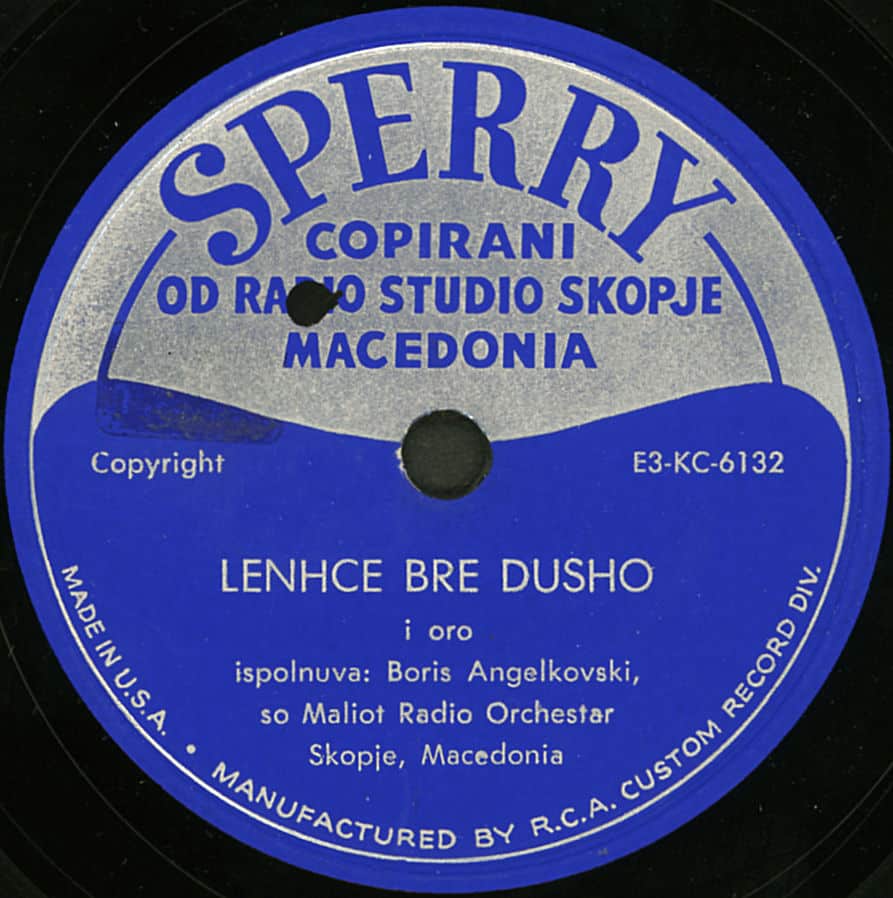 SPERRY
COPIRANI
OD RADIO STUDIO SKOPJE
MACEDONIA
Copyright
E3-KC-6132
LENHCE BRE DUSHO
i oro
ispolnuva: Boris Angelkovski,
so Maliot Radio Orchestar
Skopje, Macedonia
MADE IN U.S.A. • MANUFACTURED BY R.C.A. CUSTOM RECORD DIV.